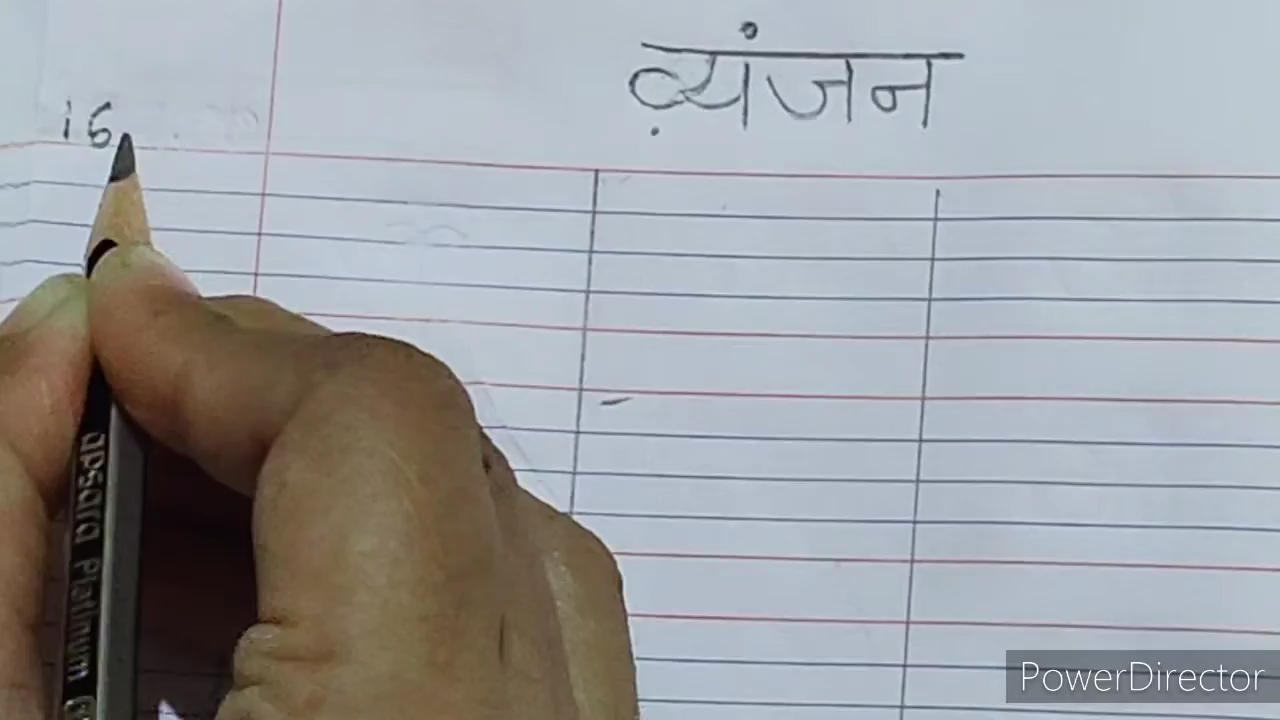 व्यंजन
16
apsara Platinum
PowerDirector